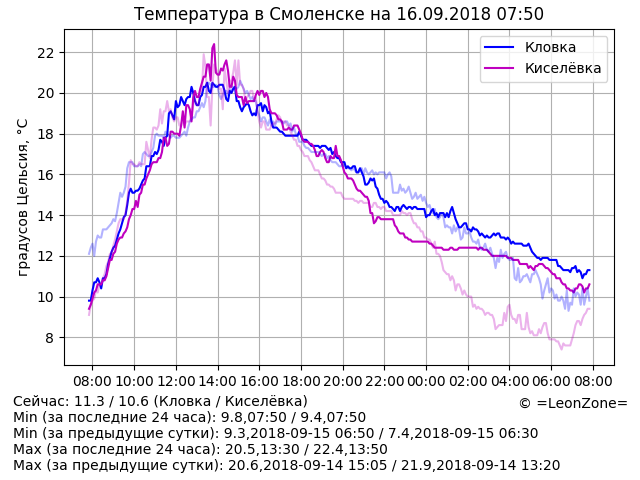 Температура в Смоленске на 16.09.2018 07:50
градусов Цельсия, °C
22
20
18
16
14
12
10
8
Кловка
Киселёвка
08:00 10:00 12:00 14:00 16:00 18:00 20:00 22:00 00:00 02:00 04:00 06:00 08:00
Сейчас: 11.3 / 10.6 (Кловка / Киселёвка)
© =LeonZone=
Min (за последние 24 часа): 9.8,07:50 / 9.4,07:50
Min (за предыдущие сутки): 9.3,2018-09-15 06:50 / 7.4,2018-09-15 06:30
Max (за последние 24 часа): 20.5,13:30 / 22.4,13:50
Max (за предыдущие сутки): 20.6,2018-09-14 15:05 / 21.9,2018-09-14 13:20